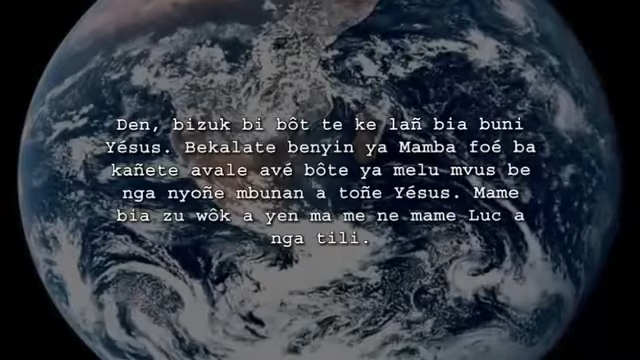 Den, bizuk bi bôt te ke lañ bia buni
Yésus. Bekalate benyin ya Mamba foé ba
kañete avale avé bôte ya melu mvus be
nga nyoñe mbunan a toñe Yésus. Mame
bia zu wôk a yen ma me ne mame Luc a
nga tili.